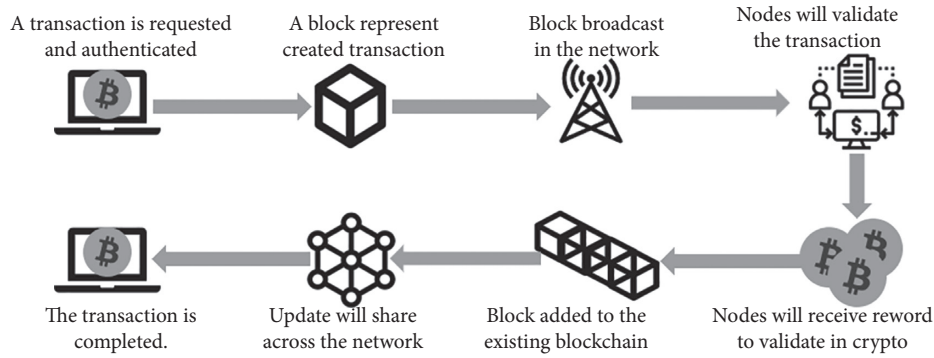 A transaction is requested
and authenticated
A block represent
created transaction
Block broadcast
in the network
Nodes will validate
the transaction
$
The transaction is
completed.
Update will share
across the network
Block added to the
existing blockchain
Nodes will receive reword
to validate in crypto